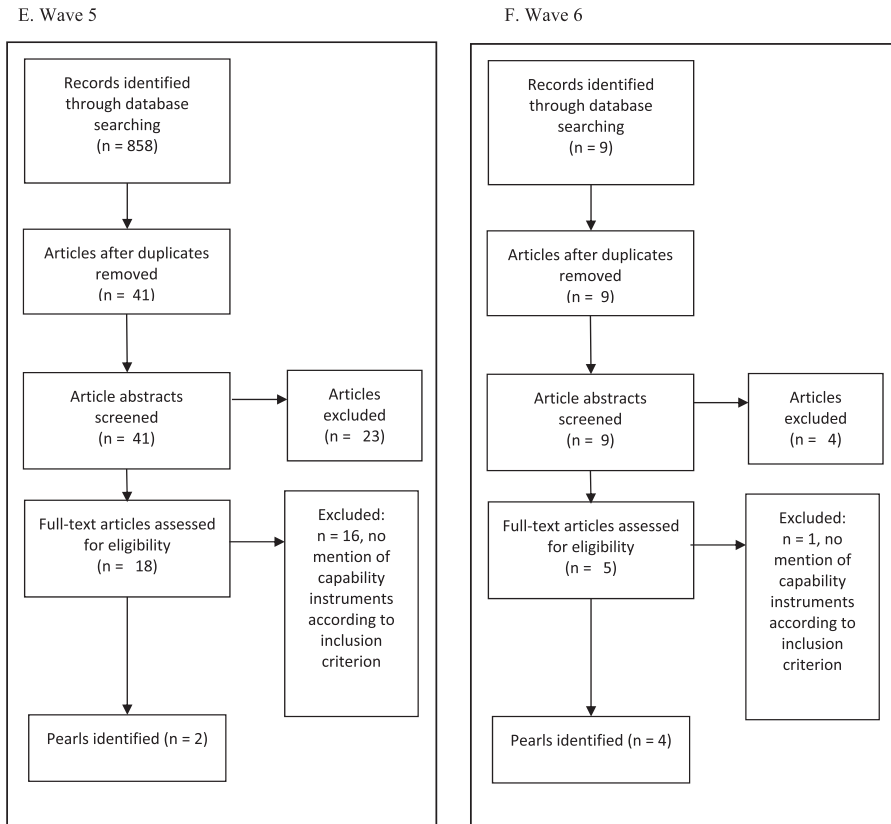 E. Wave 5
Records identified
through database
searching
(n = 858)
Articles after duplicates
removed
(n = 41)
Article abstracts
screened
(n = 41)
Articles
excluded
(n = 23)
Full-text articles assessed
for eligibility
(n = 18)
Excluded:
n = 16, no
mention of
capability
instruments
according to
inclusion
criterion
Pearls identified (n = 2)
F. Wave 6
Records identified
through database
searching
(n = 9)
Articles after duplicates
removed
(n = 9)
Article abstracts
screened
(n = 9)
Articles
excluded
(n = 4)
Full-text articles assessed
for eligibility
(n = 5)
Excluded:
n = 1, no
mention of
capability
instruments
according to
inclusion
criterion
Pearls identified (n = 4)